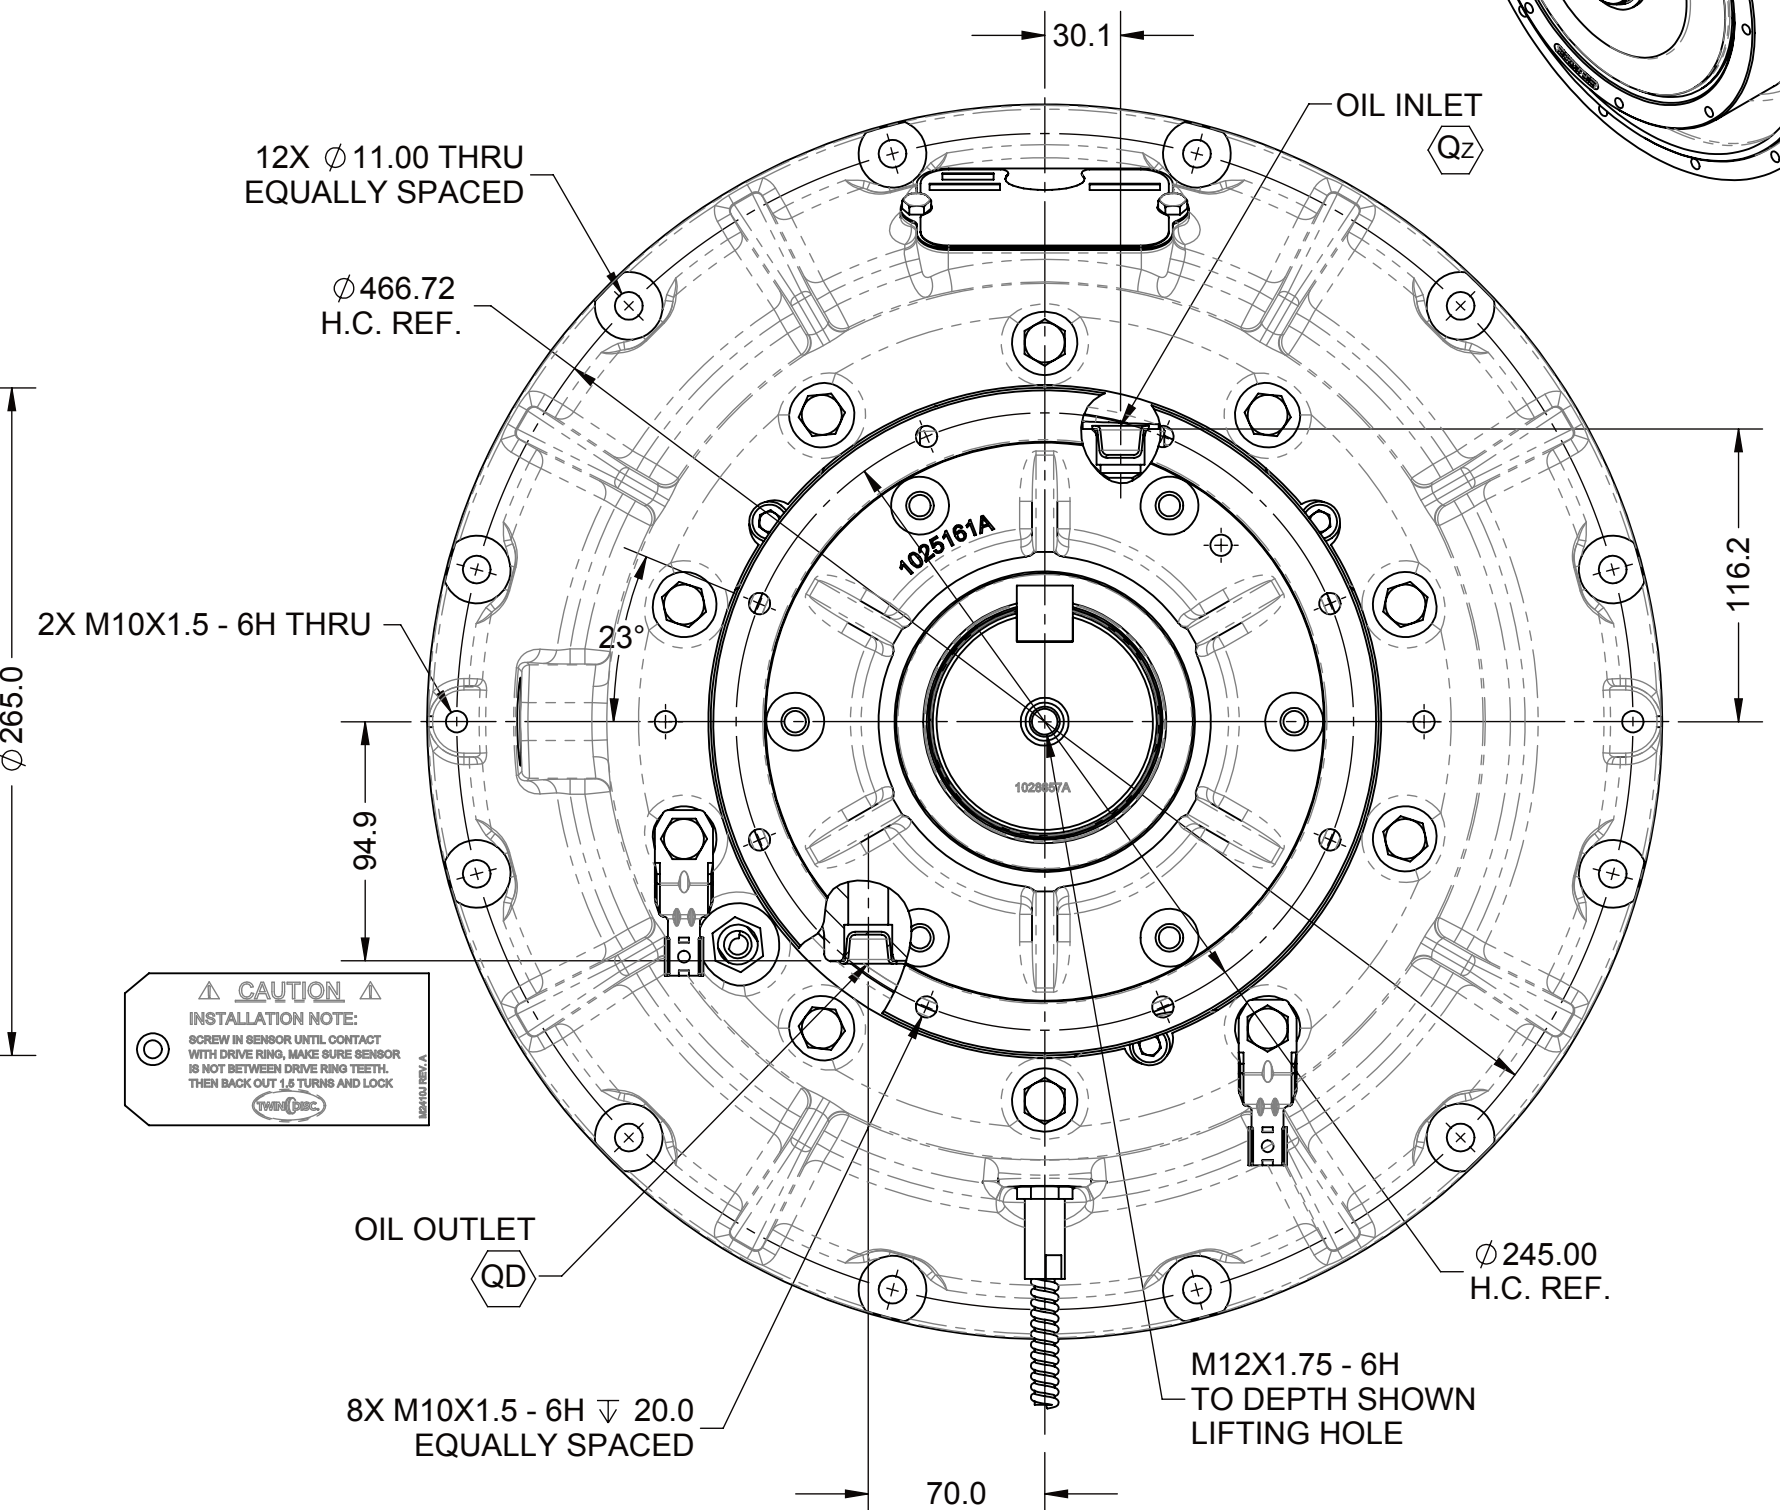 30.1
OIL INLET
Qz
12X ⌀11.00 THRU
EQUALLY SPACED
⌀466.72
H.C. REF.
1025161A
116.2
23°
2X M10X1.5 - 6H THRU
⌀265.0
94.9
⚠ CAUTION ⚠
INSTALLATION NOTE:
SCREW IN SENSOR UNTIL CONTACT
WITH DRIVE RING, MAKE SURE SENSOR
IS NOT BETWEEN DRIVE RING TEETH.
THEN BACK OUT 1.5 TURNS AND LOCK
TWIN DISC.
OIL OUTLET
QD
⌀245.00
H.C. REF.
8X M10X1.5 - 6H ↧ 20.0
EQUALLY SPACED
M12X1.75 - 6H
TO DEPTH SHOWN
LIFTING HOLE
70.0